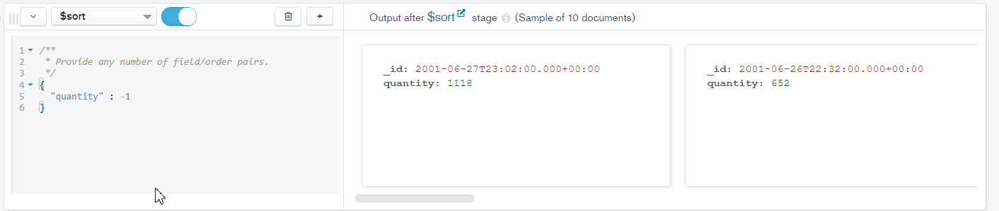 $sort
Output after $sort stage (Sample of 10 documents)
1 /**
2 * Provide any number of field/order pairs.
3 */
4 {
5 "quantity" : -1
6 }
_id: 2001-06-27T23:02:00.000+00:00
quantity: 1118
_id: 2001-06-26T22:32:00.000+00:00
quantity: 652